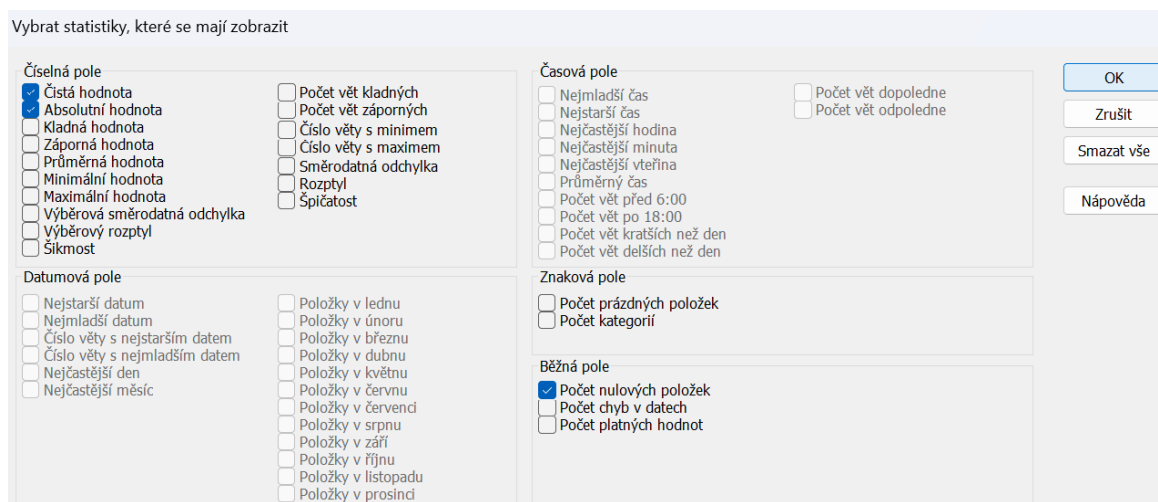 Vybrat statistiky, které se mají zobrazit
Číselná pole
Čistá hodnota
Absolutní hodnota
Kladná hodnota
Záporná hodnota
Průměrná hodnota
Minimální hodnota
Maximální hodnota
Výběrová směrodatná odchylka
Výběrový rozptyl
Šikmost
Počet vět kladných
Počet vět záporných
Číslo věty s minimem
Číslo věty s maximem
Směrodatná odchylka
Rozptyl
Špičatost
Časová pole
Nejmladší čas
Nejstarší čas
Nejčastější hodina
Nejčastější minuta
Nejčastější vteřina
Průměrný čas
Počet vět před 6:00
Počet vět po 18:00
Počet vět kratších než den
Počet vět delších než den
Počet vět dopoledne
Počet vět odpoledne
OK
Zrušit
Smazat vše
Nápověda
Datumová pole
Nejstarší datum
Nejmladší datum
Číslo věty s nejstarším datem
Číslo věty s nejmladším datem
Nejčastější den
Nejčastější měsíc
Položky v lednu
Položky v únoru
Položky v březnu
Položky v dubnu
Položky v květnu
Položky v červnu
Položky v červenci
Položky v srpnu
Položky v září
Položky v říjnu
Položky v listopadu
Položky v prosinci
Znaková pole
Počet prázdných položek
Počet kategorií
Běžná pole
Počet nulových položek
Počet chyb v datech
Počet platných hodnot